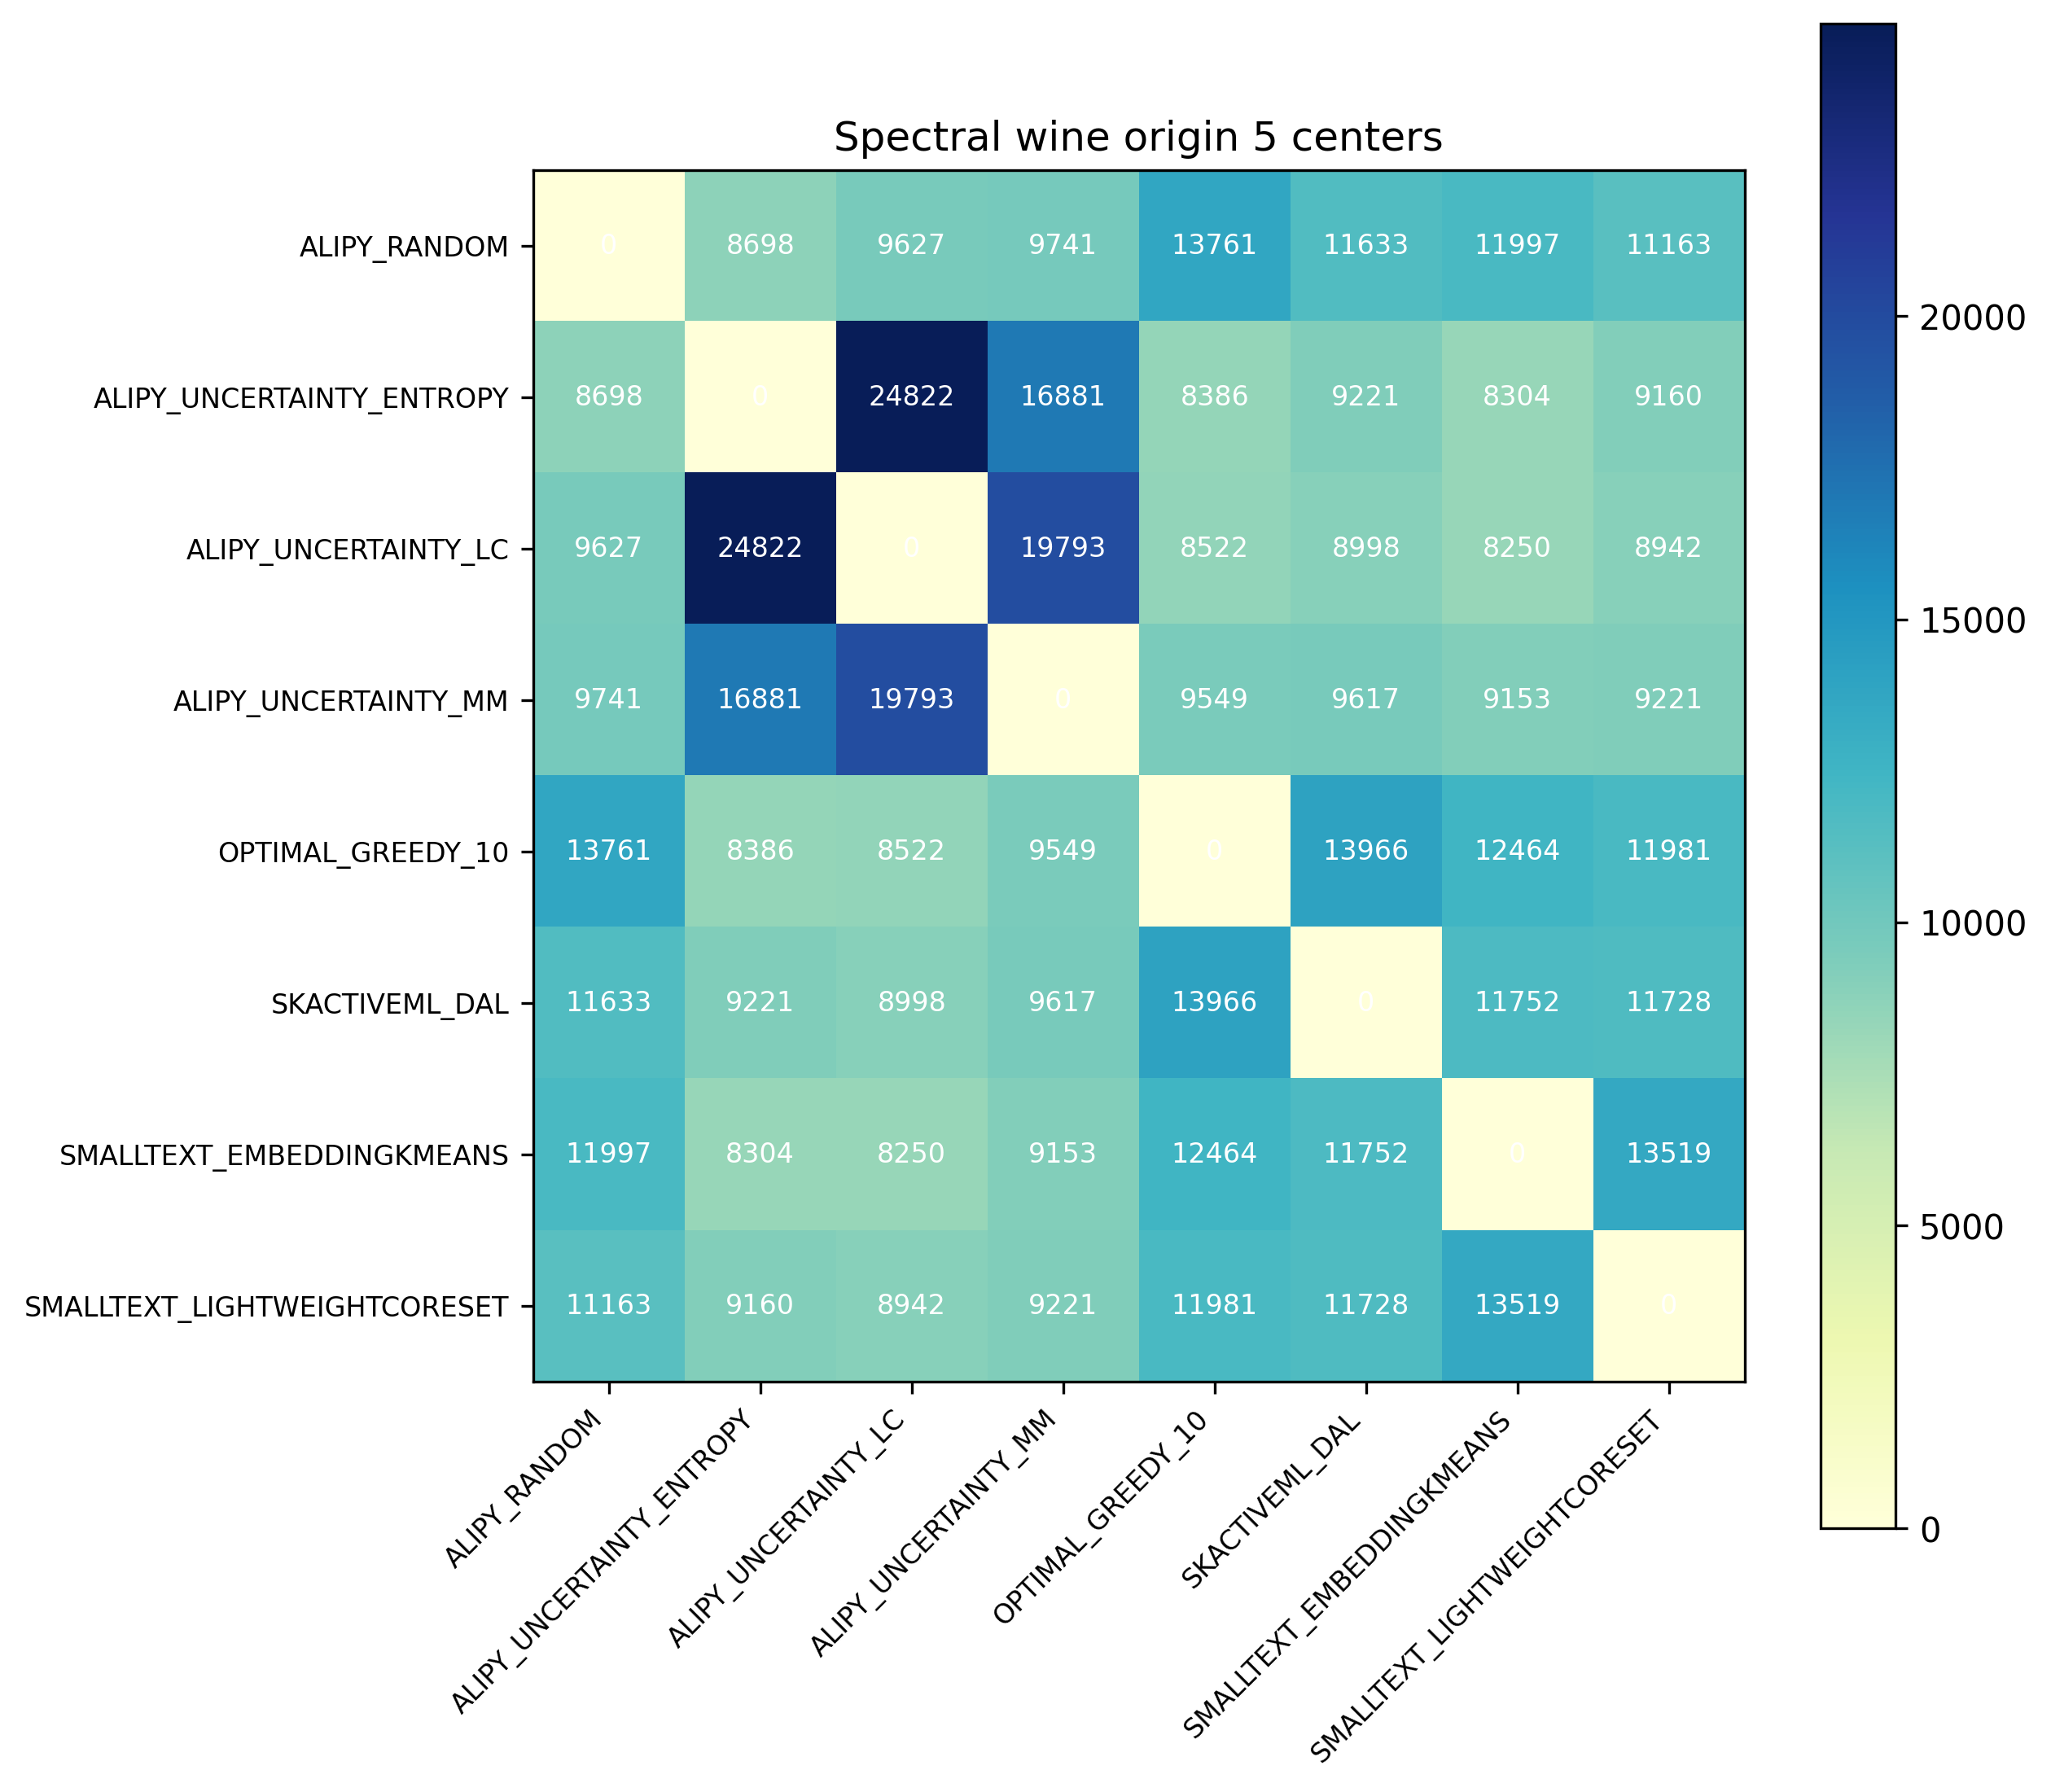 Spectral wine origin 5 centers
ALIPY_RANDOM 0 8698 9627 9741 13761 11633 11997 11163
ALIPY_UNCERTAINTY_ENTROPY 8698 0 24822 16881 8386 9221 8304 9160
ALIPY_UNCERTAINTY_LC 9627 24822 0 19793 8522 8998 8250 8942
ALIPY_UNCERTAINTY_MM 9741 16881 19793 0 9549 9617 9153 9221
OPTIMAL_GREEDY_10 13761 8386 8522 9549 0 13966 12464 11981
SKACTIVEML_DAL 11633 9221 8998 9617 13966 0 11752 11728
SMALLTEXT_EMBEDDINGKMEANS 11997 8304 8250 9153 12464 11752 0 13519
SMALLTEXT_LIGHTWEIGHTCORESET 11163 9160 8942 9221 11981 11728 13519 0
ALIPY_RANDOM
ALIPY_UNCERTAINTY_ENTROPY
ALIPY_UNCERTAINTY_LC
ALIPY_UNCERTAINTY_MM
OPTIMAL_GREEDY_10
SKACTIVEML_DAL
SMALLTEXT_EMBEDDINGKMEANS
SMALLTEXT_LIGHTWEIGHTCORESET
20000
15000
10000
5000
0